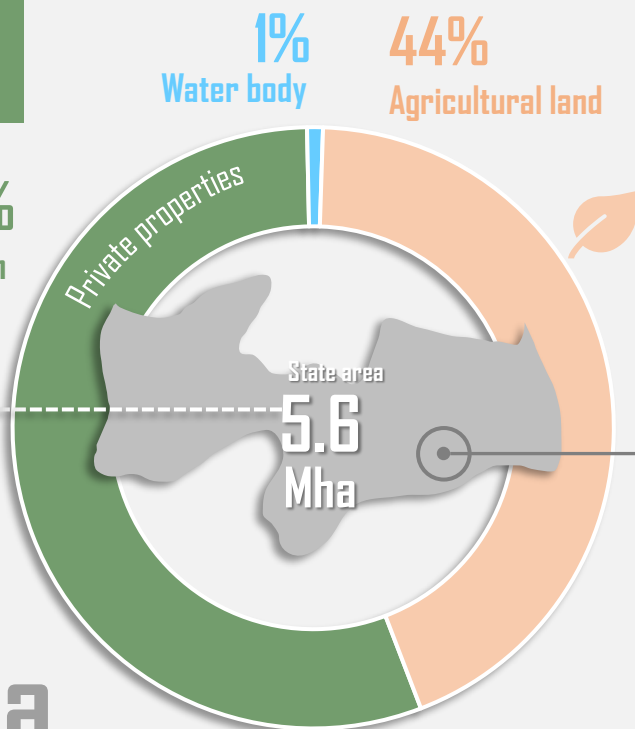 1%
Water body
44%
Agricultural land
%
Private properties
State area
5.6
Mha
a